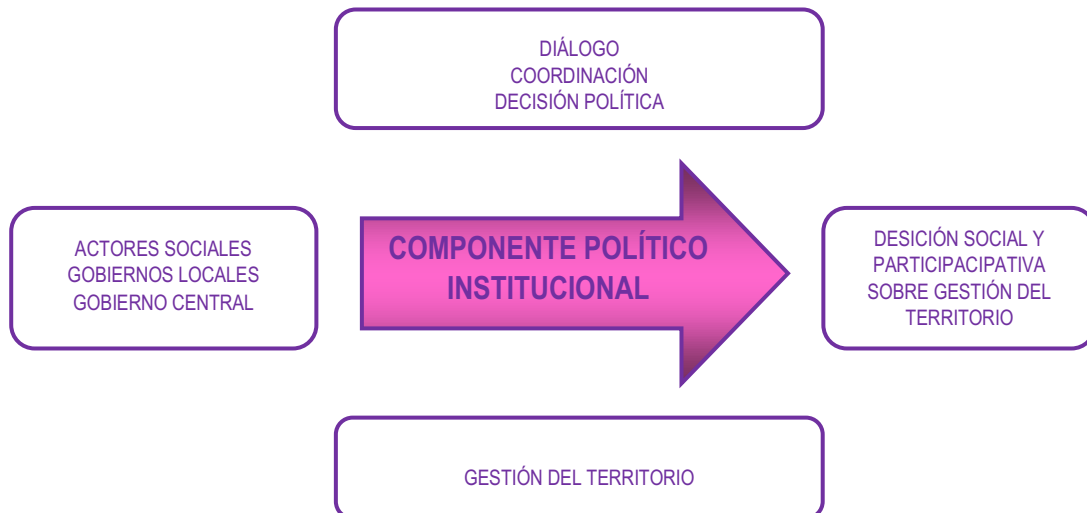 DIÁLOGO
COORDINACIÓN
DECISIÓN POLÍTICA
ACTORES SOCIALES
GOBIERNOS LOCALES
GOBIERNO CENTRAL
COMPONENTE POLÍTICO
INSTITUCIONAL
DESICIÓN SOCIAL Y
PARTICIPACIPATIVA
SOBRE GESTIÓN DEL
TERRITORIO
GESTIÓN DEL TERRITORIO